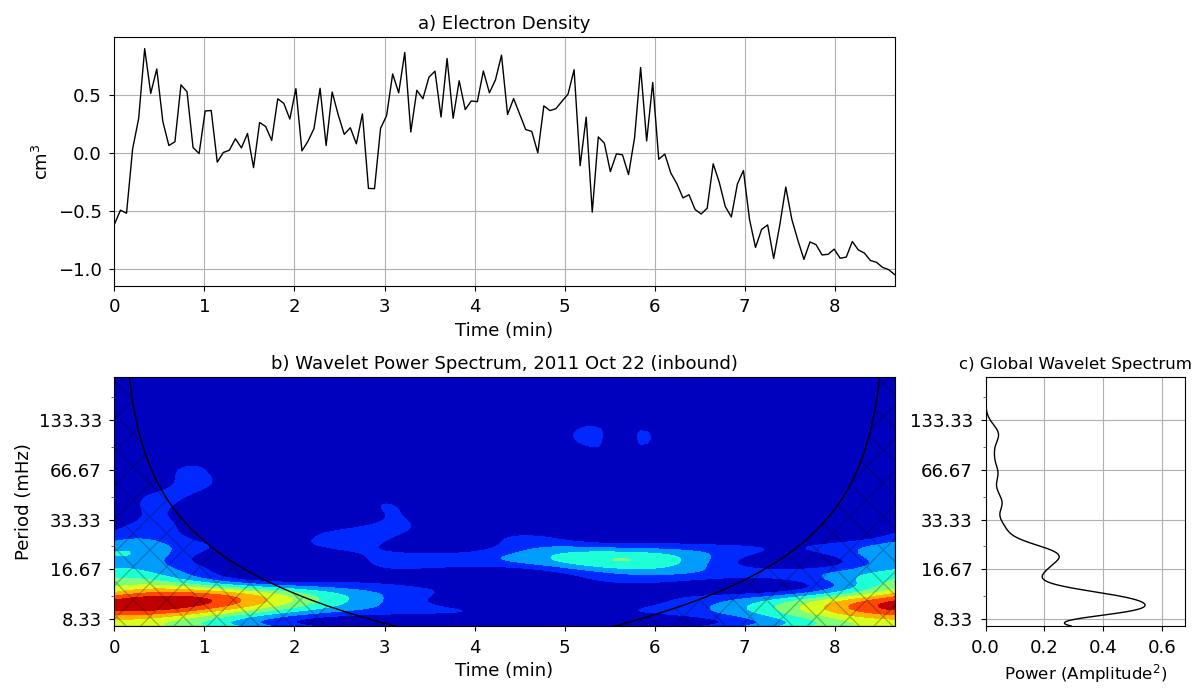 a) Electron Density
cm³
0.5
0.0
−0.5
−1.0
0 1 2 3 4 5 6 7 8
Time (min)
b) Wavelet Power Spectrum, 2011 Oct 22 (inbound)
Period (mHz)
133.33
66.67
33.33
16.67
8.33
0 1 2 3 4 5 6 7 8
Time (min)
c) Global Wavelet Spectrum
133.33
66.67
33.33
16.67
8.33
0.0 0.2 0.4 0.6
Power (Amplitude²)